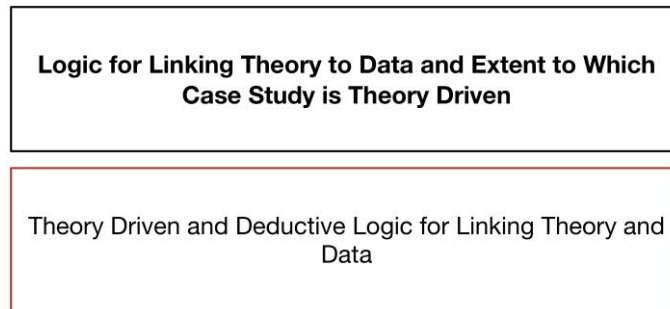 Logic for Linking Theory to Data and Extent to Which
Case Study is Theory Driven
Theory Driven and Deductive Logic for Linking Theory and
Data